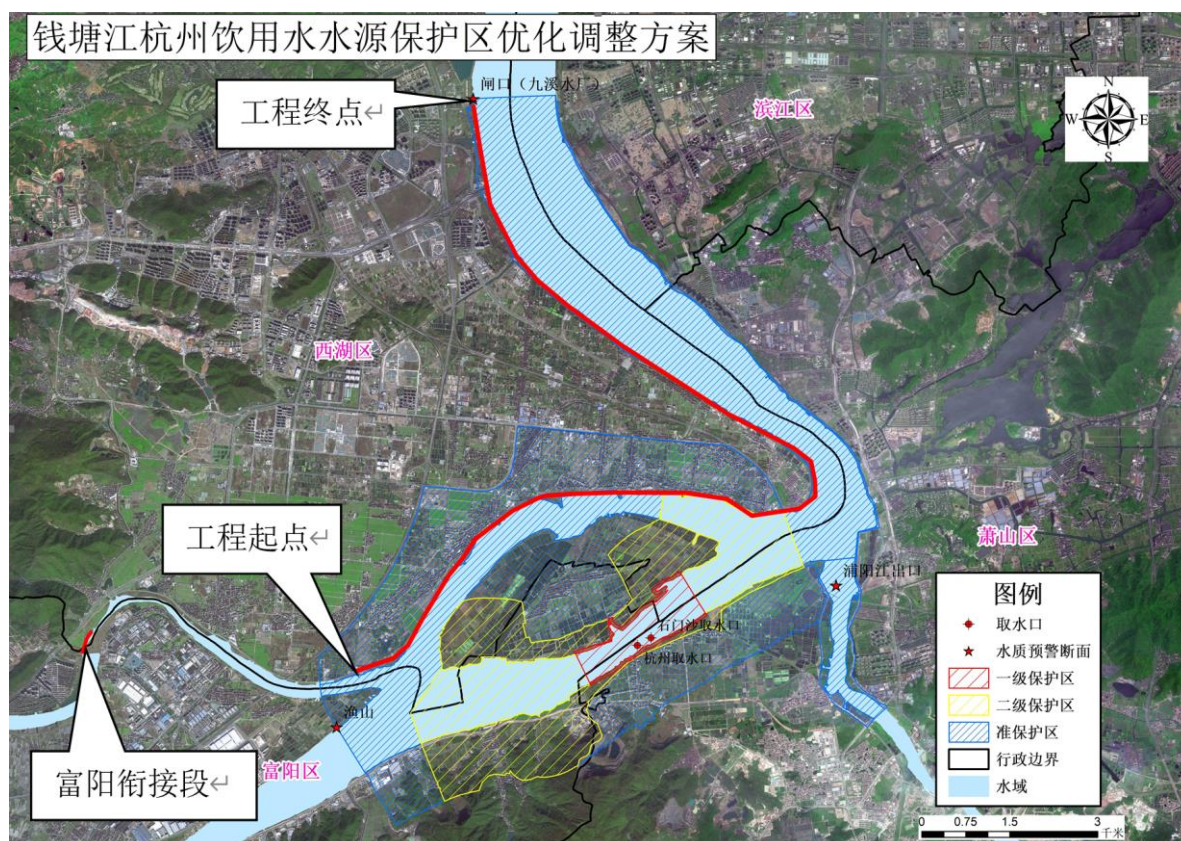 钱塘江杭州饮用水水源保护区优化调整方案
闸口（九溪水厂）
工程终点↵
滨江区
N
W
E
S
西湖区
工程起点↵
萧山区
浦阳江出口
石门沙取水口
杭州取水口
渔山
富阳区
富阳衔接段↵
图例
取水口
水质预警断面
一级保护区
二级保护区
准保护区
行政边界
水域
0 0.75 1.5 3
千米